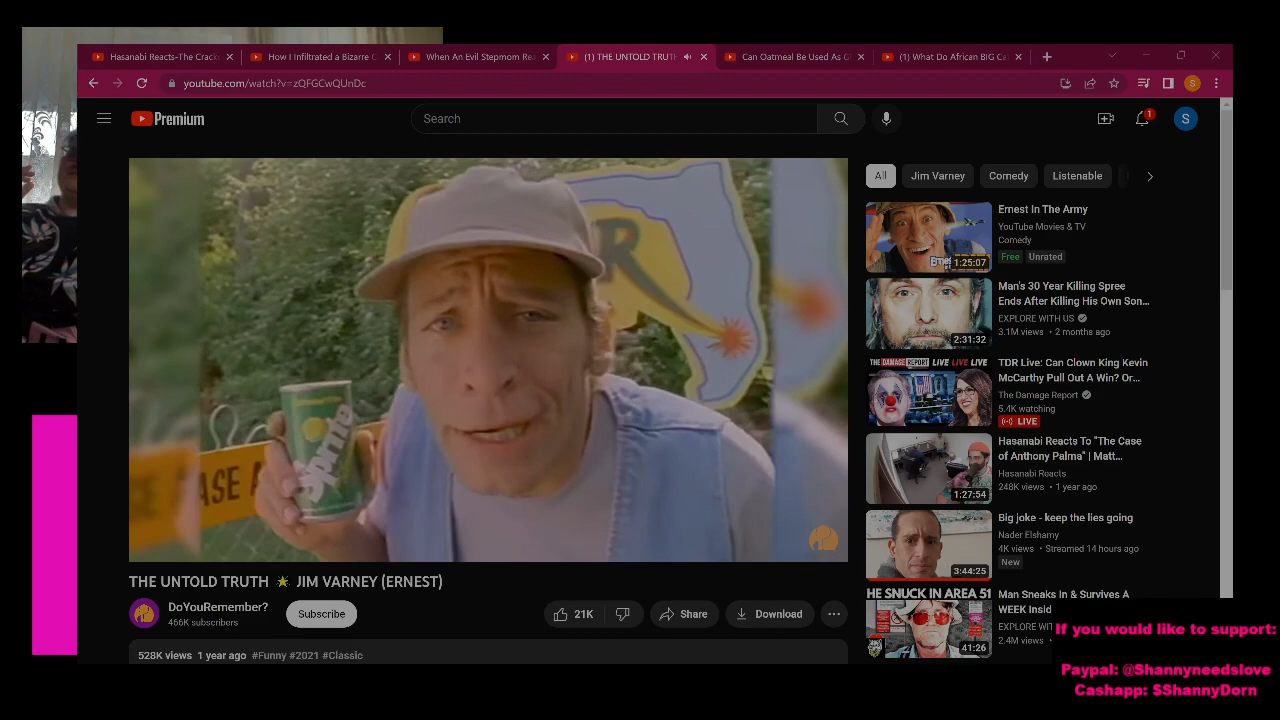 Hasanabi Reacts-The Crack
How I Infiltrated a Bizarre C
When An Evil Stepmom Rea
(1) THE UNTOLD TRUTH
Can Oatmeal Be Used As Gl
(1) What Do African BIG Cat
youtube.com/watch?v=zQFGCwQUnDc
S
Premium
Search
1
S
All
Jim Varney
Comedy
Listenable
Ernest In The Army
YouTube Movies & TV
Comedy
Free
Unrated
1:25:07
Man's 30 Year Killing Spree
Ends After Killing His Own Son...
EXPLORE WITH US
3.1M views • 2 months ago
2:31:32
THE DAMAGE REPORT LIVE LIVE LIVE
TDR Live: Can Clown King Kevin
McCarthy Pull Out A Win? Or...
The Damage Report
5.4K watching
LIVE
Hasanabi Reacts To "The Case
of Anthony Palma" | Matt...
Hasanabi Reacts
248K views • 1 year ago
1:27:54
Big joke - keep the lies going
Nader Elshamy
4K views • Streamed 14 hours ago
New
3:44:25
HE SNUCK IN AREA 51
Man Sneaks In & Survives A
WEEK Insid
EXPLORE WIT
2.4M views •
41:26
Sprite
ASE A
THE UNTOLD TRUTH ⭐ JIM VARNEY (ERNEST)
DoYouRemember?
466K subscribers
Subscribe
21K
Share
Download
528K views 1 year ago #Funny #2021 #Classic
If you would like to support:
Paypal: @Shannyneedslove
Cashapp: $ShannyDorn